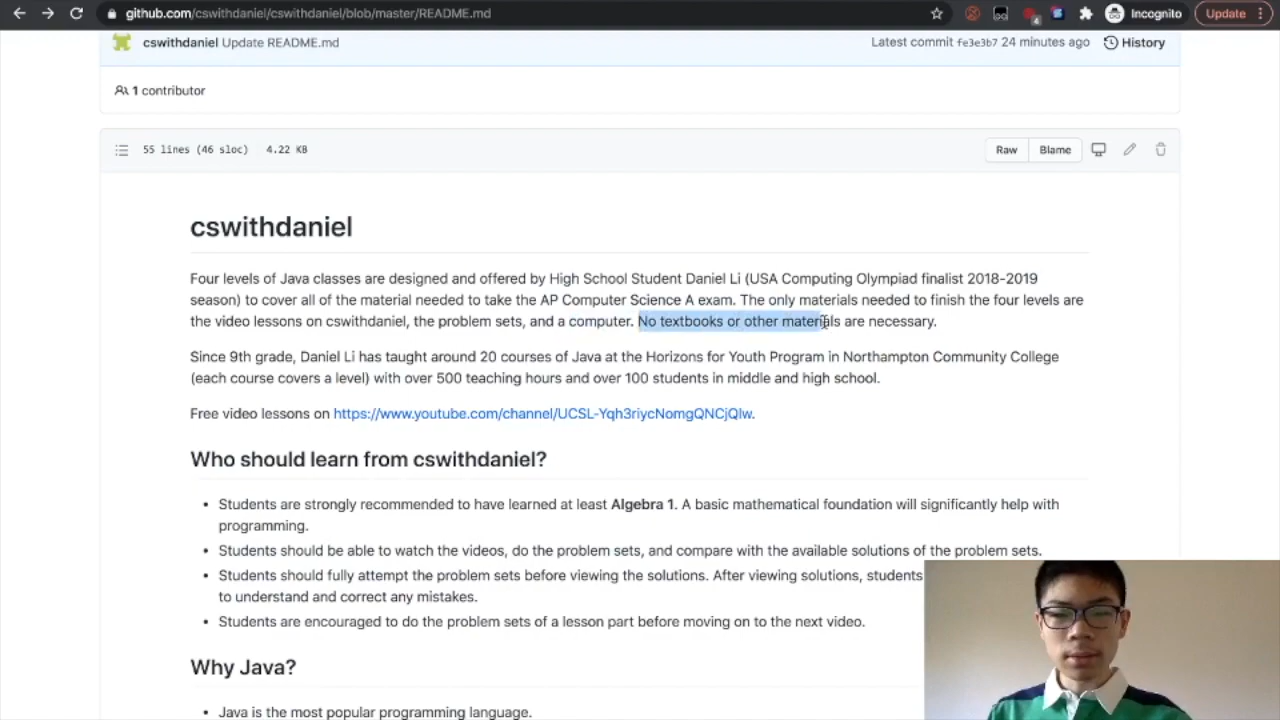 github.com/cswithdaniel/cswithdaniel/blob/master/README.md
4
Incognito
Update
cswithdaniel Update README.md
Latest commit fe3e3b7 24 minutes ago
History
1 contributor
55 lines (46 sloc)
4.22 KB
Raw
Blame
cswithdaniel
Four levels of Java classes are designed and offered by High School Student Daniel Li (USA Computing Olympiad finalist 2018-2019
season) to cover all of the material needed to take the AP Computer Science A exam. The only materials needed to finish the four levels are
the video lessons on cswithdaniel, the problem sets, and a computer. No textbooks or other materials are necessary.
Since 9th grade, Daniel Li has taught around 20 courses of Java at the Horizons for Youth Program in Northampton Community College
(each course covers a level) with over 500 teaching hours and over 100 students in middle and high school.
Free video lessons on https://www.youtube.com/channel/UCSL-Yqh3riycNomgQNCjQlw.
Who should learn from cswithdaniel?
• Students are strongly recommended to have learned at least Algebra 1. A basic mathematical foundation will significantly help with
programming.
• Students should be able to watch the videos, do the problem sets, and compare with the available solutions of the problem sets.
• Students should fully attempt the problem sets before viewing the solutions. After viewing solutions, students
to understand and correct any mistakes.
• Students are encouraged to do the problem sets of a lesson part before moving on to the next video.
Why Java?
• Java is the most popular programming language.